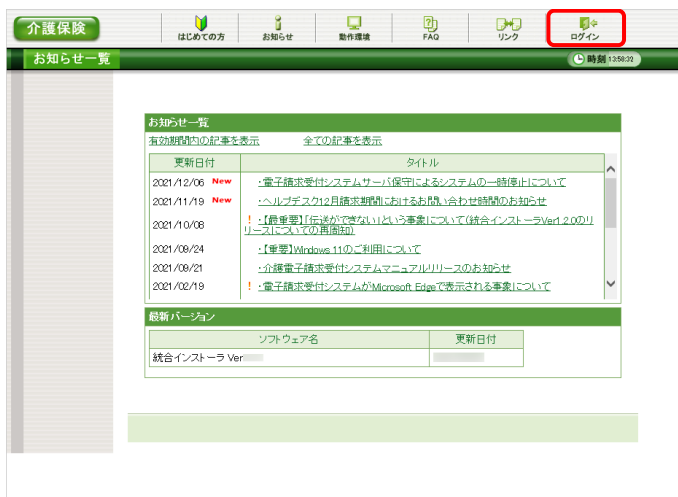 介護保険
はじめての方 お知らせ 動作環境 FAQ リンク ログイン
お知らせ一覧 時刻 13:58:32
お知らせ一覧
有効期間内の記事を表示 全ての記事を表示
更新日付 タイトル
2021/12/06 New ・電子請求受付システムサーバ保守によるシステムの一時停止について
2021/11/19 New ・ヘルプデスク12月請求期間におけるお問い合わせ時間のお知らせ
2021/10/08 ! ・【最重要】「伝送ができない」という事象について(統合インストーラVer1.2.0のリ
リースについての再周知)
2021/09/24 ・【重要】Windows 11のご利用について
2021/09/21 ・介護電子請求受付システムマニュアルリリースのお知らせ
2021/02/19 ! ・電子請求受付システムがMicrosoft Edgeで表示される事象について
最新バージョン
ソフトウェア名 更新日付
統合インストーラ Ver